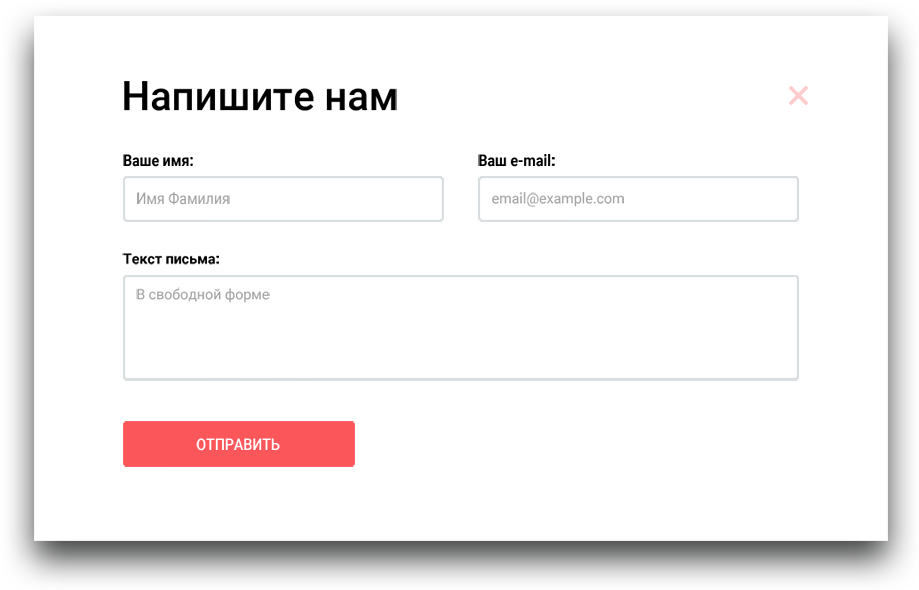 Напишите нам
Ваше имя:
Ваш e-mail:
Имя Фамилия
email@example.com
Текст письма:
В свободной форме
ОТПРАВИТЬ